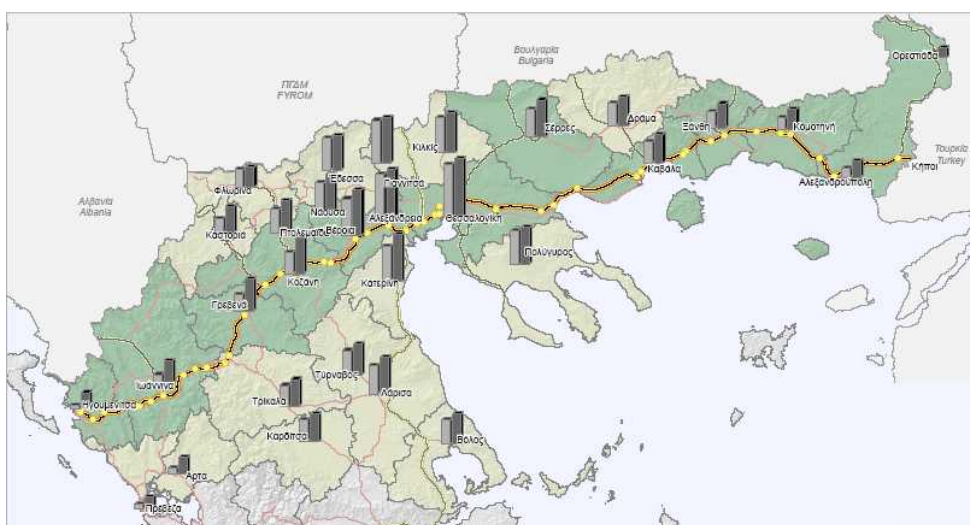 Βουλγαρία
Bulgaria
Ορεστιάδα
ΠΓΔΜ
FYROM
Δράμα
Σέρρες
Ξάνθη
Κομοτηνή
Κιλκίς
Τουρκία
Turkey
Κήποι
Καβάλα
Έδεσσα
Γιαννιτσά
Αλεξανδρούπολη
Φλώρινα
Αλβανία
Albania
Νάουσα
Αλεξάνδρεια
Θεσσαλονίκη
Καστοριά
Πτολεμαΐδα
Βέροια
Πολύγυρος
Κοζάνη
Κατερίνη
Γρεβενά
Τύρναβος
Ιωάννινα
Λάρισα
Ηγουμενίτσα
Τρίκαλα
Καρδίτσα
Βόλος
Άρτα
Πρέβεζα